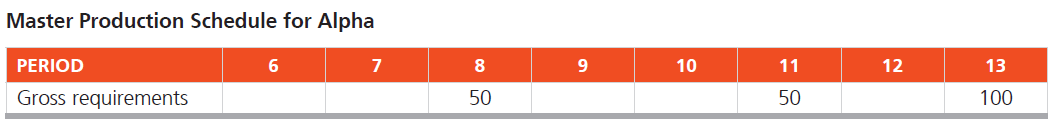 Master Production Schedule for Alpha
PERIOD 6 7 8 9 10 11 12 13
Gross requirements 50 50 100